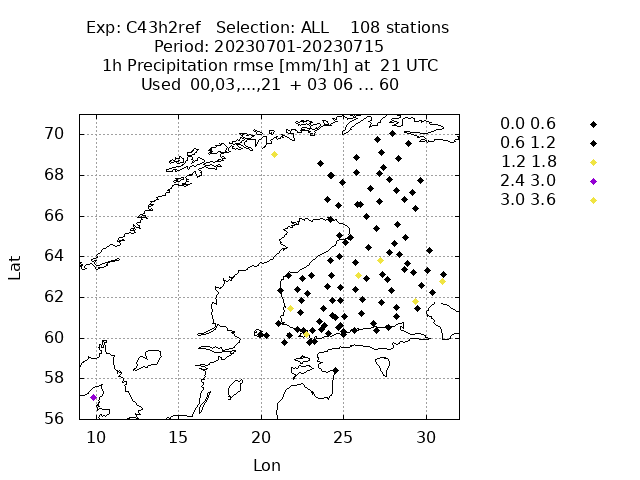 Exp: C43h2ref   Selection: ALL    108 stations
Period: 20230701-20230715
1h Precipitation rmse [mm/1h] at  21 UTC
Used  00,03,...,21  + 03 06 ... 60
70
68
66
64
62
60
58
56
10 15 20 25 30
Lat
Lon
0.0 0.6
0.6 1.2
1.2 1.8
2.4 3.0
3.0 3.6